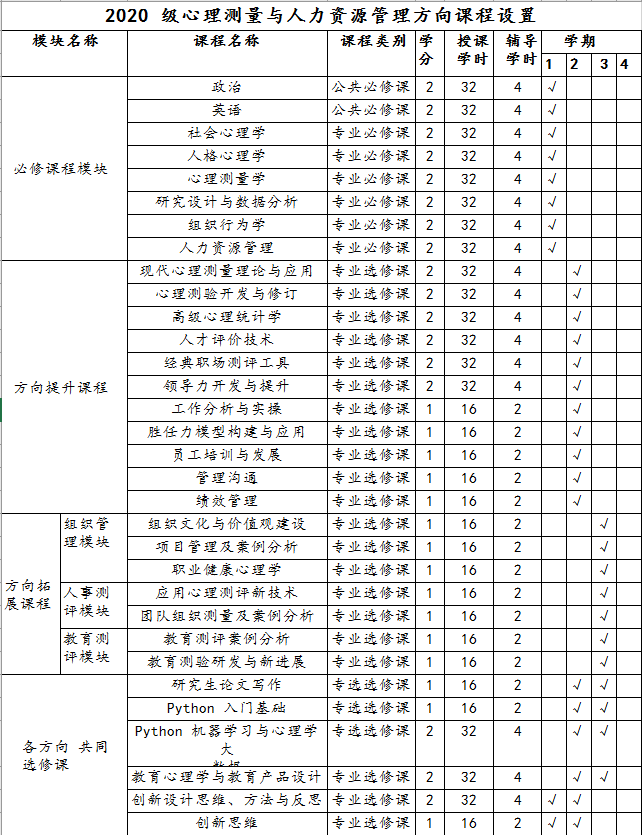 2020 级心理测量与人力资源管理方向课程设置
模块名称 课程名称 课程类别 学分 授课学时 辅导学时 学期
1 2 3 4
必修课程模块
政治 公共必修课 2 32 4 √
英语 公共必修课 2 32 4 √
社会心理学 专业必修课 2 32 4 √
人格心理学 专业必修课 2 32 4 √
心理测量学 专业必修课 2 32 4 √
研究设计与数据分析 专业必修课 2 32 4 √
组织行为学 专业必修课 2 32 4 √
人力资源管理 专业必修课 2 32 4 √
方向提升课程
现代心理测量理论与应用 专业选修课 2 32 4 √
心理测验开发与修订 专业选修课 2 32 4 √
高级心理统计学 专业选修课 2 32 4 √
人才评价技术 专业选修课 2 32 4 √
经典职场测评工具 专业选修课 2 32 4 √
领导力开发与提升 专业选修课 2 32 4 √
工作分析与实操 专业选修课 1 16 2 √
胜任力模型构建与应用 专业选修课 1 16 2 √
员工培训与发展 专业选修课 1 16 2 √
管理沟通 专业选修课 1 16 2 √
绩效管理 专业选修课 1 16 2 √
方向拓展课程
组织管理模块
组织文化与价值观建设 专业选修课 1 16 2 √
项目管理及案例分析 专业选修课 1 16 2 √
职业健康心理学 专业选修课 1 16 2 √
人事测评模块
应用心理测评新技术 专业选修课 1 16 2 √
团队组织测量及案例分析 专业选修课 1 16 2 √
教育测评模块
教育测评案例分析 专业选修课 1 16 2 √
教育测验研发与新进展 专业选修课 1 16 2 √
各方向 共同选修课
研究生论文写作 专选选修课 1 16 2 √ √
Python 入门基础 专选选修课 1 16 2 √ √
Python 机器学习与心理学大 专选选修课 2 32 4 √ √
教育心理学与教育产品设计 专业选修课 2 32 4 √ √
创新设计思维、方法与反思 专业选修课 2 32 4 √ √
创新思维 专业选修课 1 16 2 √ √